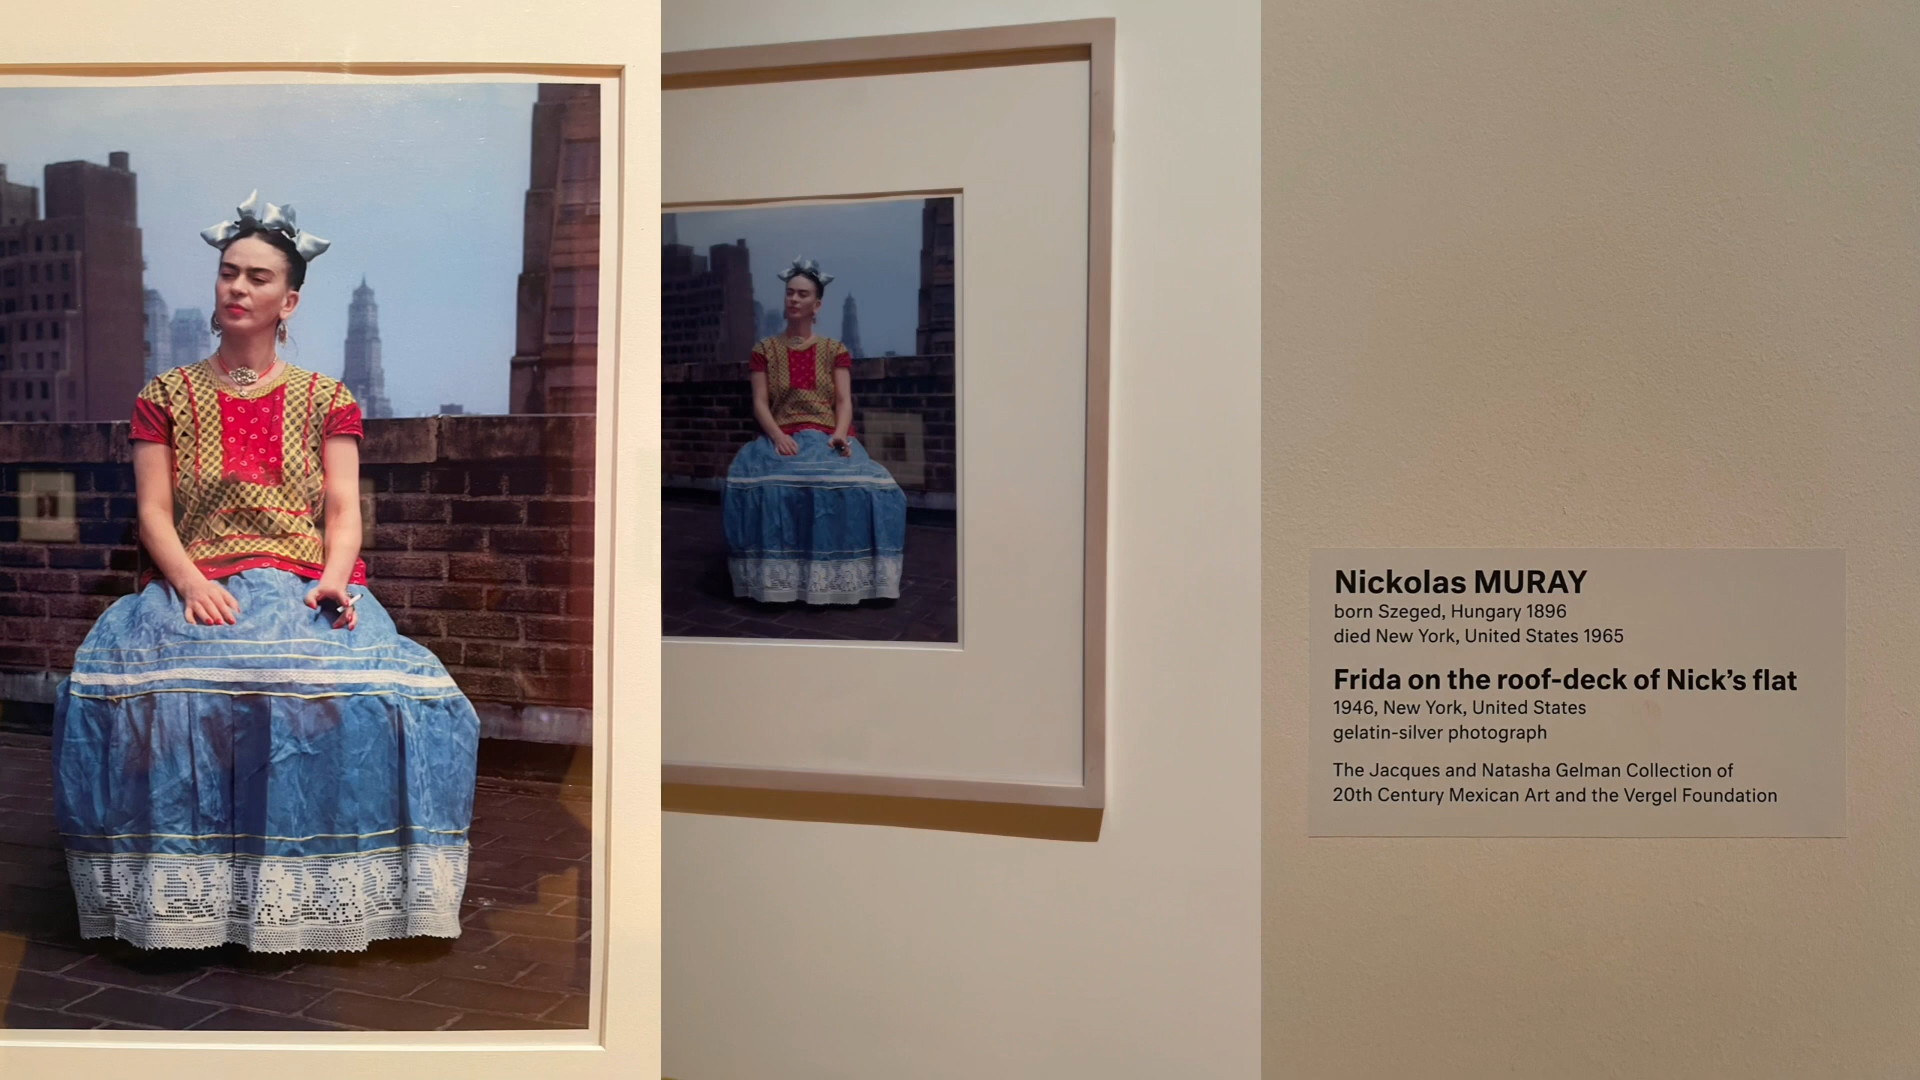 Nickolas MURAY
born Szeged, Hungary 1896
died New York, United States 1965
Frida on the roof-deck of Nick's flat
1946, New York, United States
gelatin-silver photograph
The Jacques and Natasha Gelman Collection of
20th Century Mexican Art and the Vergel Foundation